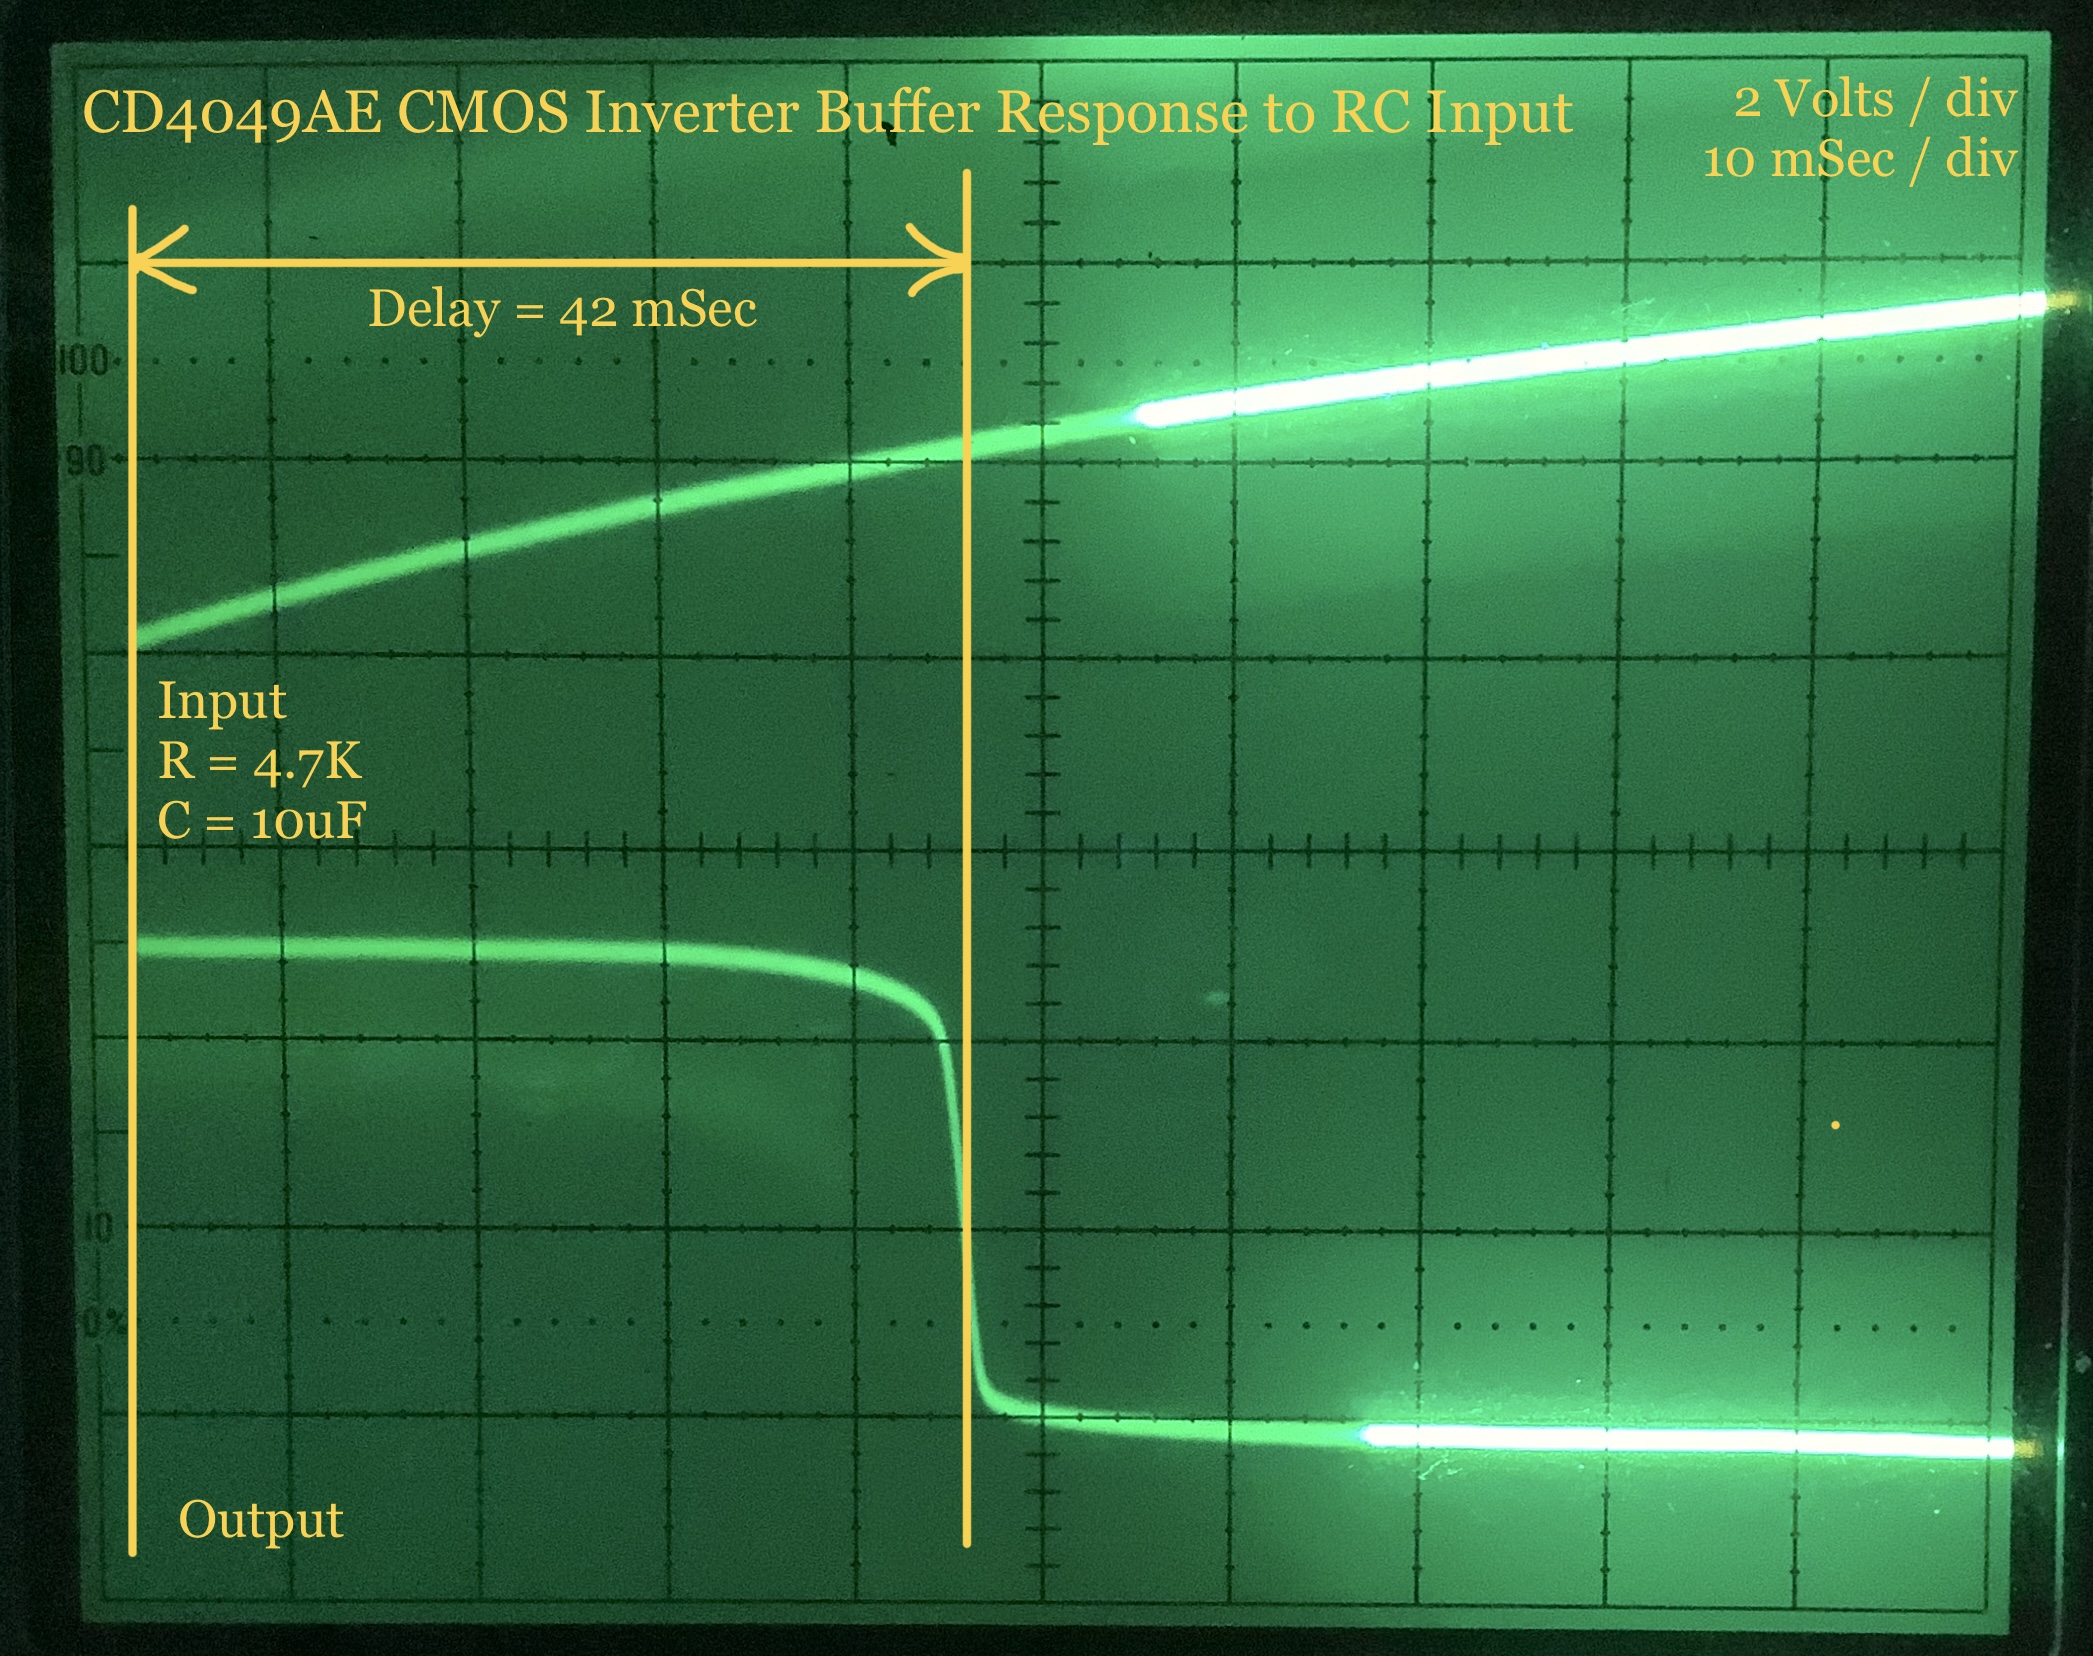 CD4049AE CMOS Inverter Buffer Response to RC Input
2 Volts / div
10 mSec / div
Delay = 42 mSec
100
90
Input
R = 4.7K
C = 10uF
10
0%
Output